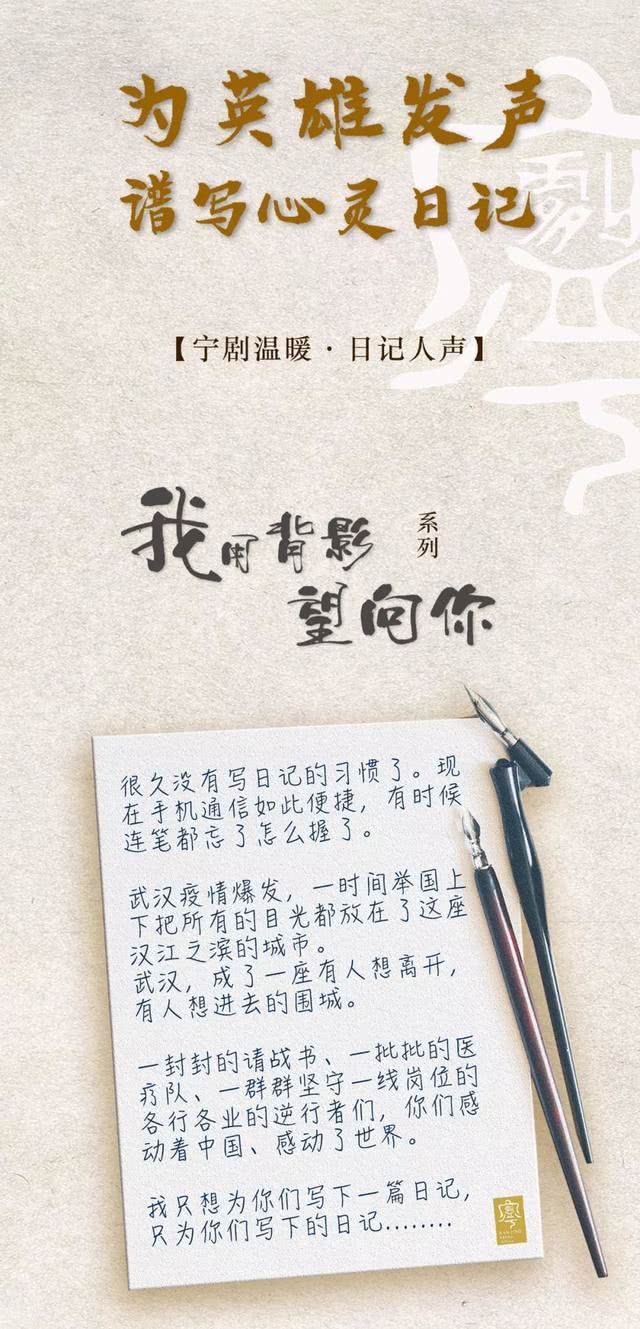 为英雄发声
谱写心灵日记
【宁剧温暖·日记人声】
我用背影
系列
望向你
很久没有写日记的习惯了。现
在手机通信如此便捷，有时候
连笔都忘了怎么握了。
武汉疫情爆发，一时间举国上
下把所有的目光都放在了这座
汉江之滨的城市。
武汉，成了一座有人想离开，
有人想进去的围城。
一封封的请战书、一批批的医
疗队、一群群坚守一线岗位的
各行各业的逆行者们，你们感
动着中国、感动了世界。
我只想为你们写下一篇日记，
只为你们写下的日记........